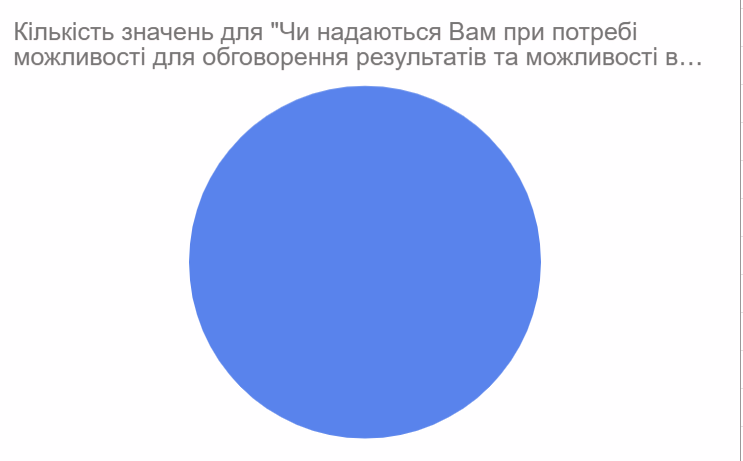 Кількість значень для "Чи надаються Вам при потребі
можливості для обговорення результатів та можливості в…